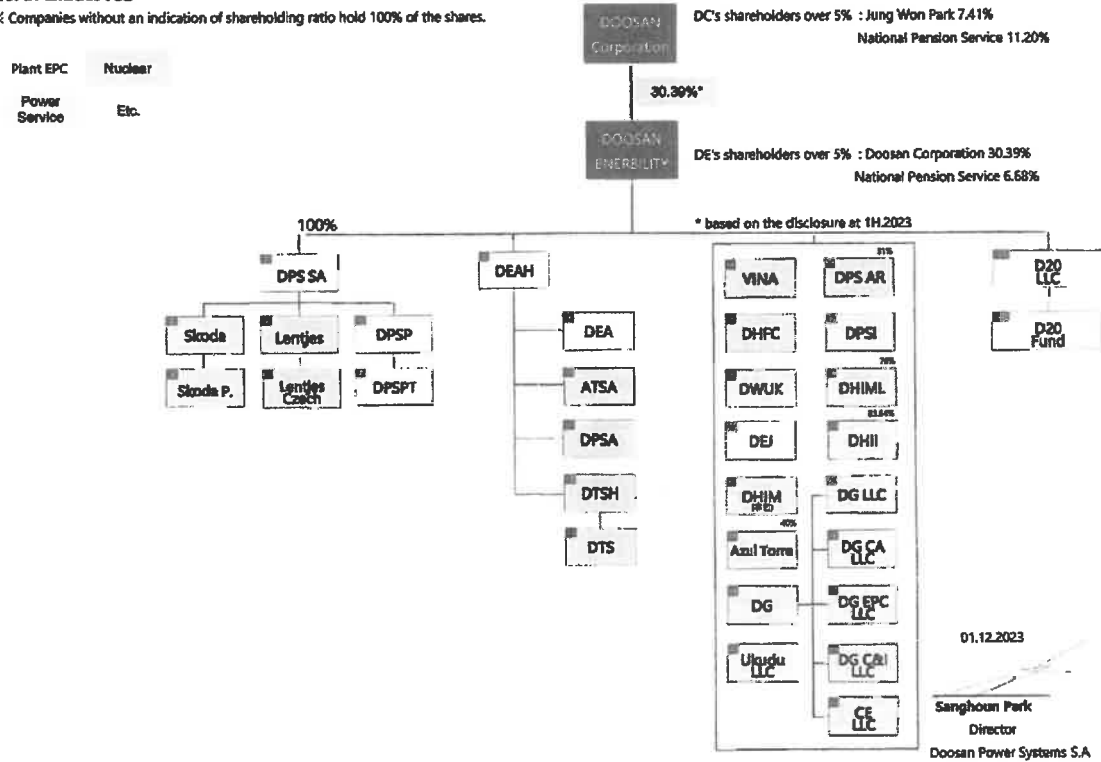 ※ Companies without an indication of shareholding ratio hold 100% of the shares.
Plant EPC
Nuclear
Power
Service
Etc.
DOOSAN
Corporation
DC's shareholders over 5% : Jung Won Park 7.41%
National Pension Service 11.20%
30.39%*
DOOSAN
ENERBILITY
DE's shareholders over 5% : Doosan Corporation 30.39%
National Pension Service 6.68%
* based on the disclosure at 1H.2023
100%
DPS SA
Skoda
Lentjes
DPSP
Skoda P.
Lentjes
Czech
DPSPT
DEAH
DEA
ATSA
DPSA
DTSH
DTS
VINA
51%
DPS AR
DHFC
DPSI
DWUK
DHIML
DEJ
DHII
DHIM
DG LLC
40%
Azul Torre
DG CA
LLC
DG
DG EPC
LLC
Ukudu
LLC
DG C&I
LLC
CE
LLC
D20
LLC
D20
Fund
01.12.2023
Sanghoun Park
Director
Doosan Power Systems S.A